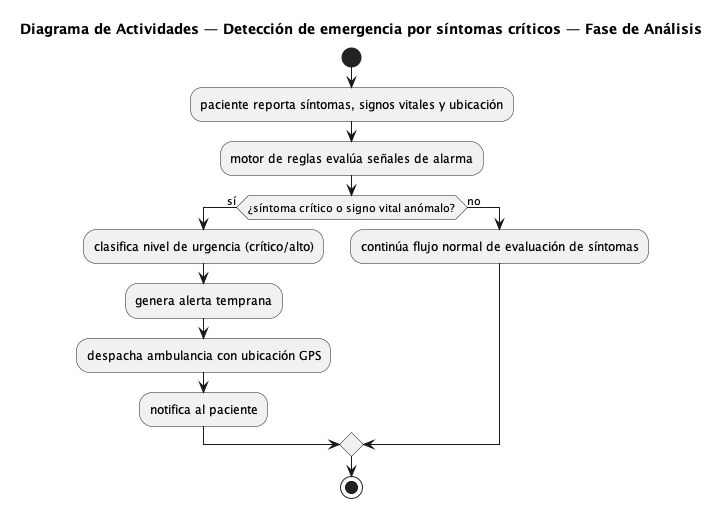 Diagrama de Actividades — Detección de emergencia por síntomas críticos — Fase de Análisis
paciente reporta síntomas, signos vitales y ubicación
motor de reglas evalúa señales de alarma
¿síntoma crítico o signo vital anómalo?
sí
no
clasifica nivel de urgencia (crítico/alto)
continúa flujo normal de evaluación de síntomas
genera alerta temprana
despacha ambulancia con ubicación GPS
notifica al paciente